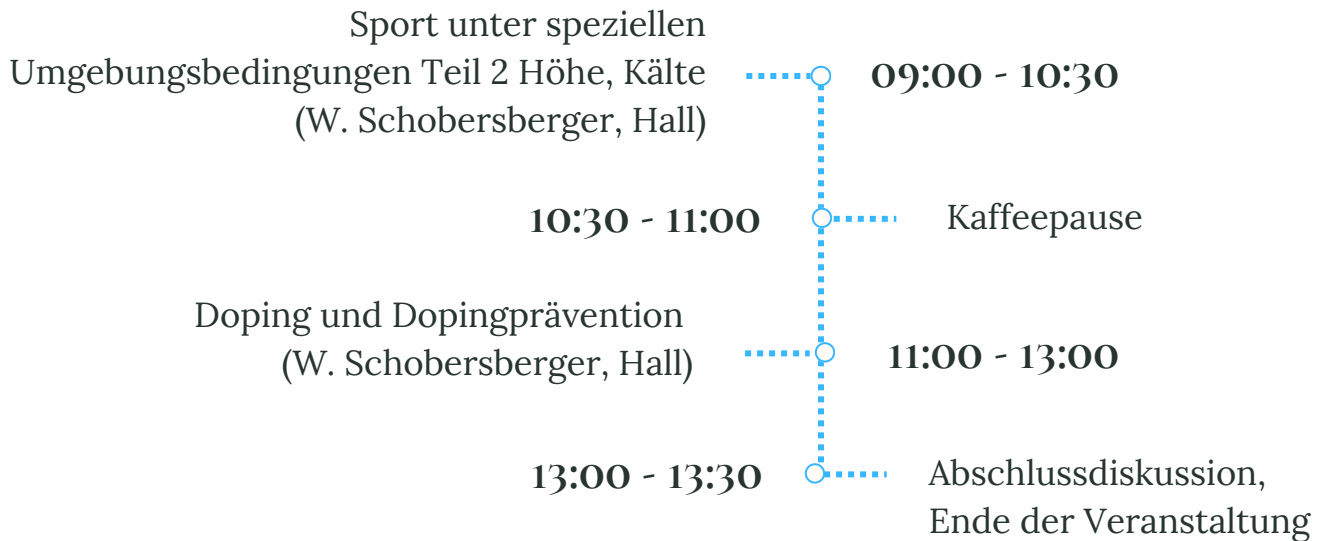 Sport unter speziellen
Umgebungsbedingungen Teil 2 Höhe, Kälte
(W. Schobersberger, Hall)
09:00 - 10:30
10:30 - 11:00
Kaffeepause
Doping und Dopingprävention
(W. Schobersberger, Hall)
11:00 - 13:00
13:00 - 13:30
Abschlussdiskussion,
Ende der Veranstaltung